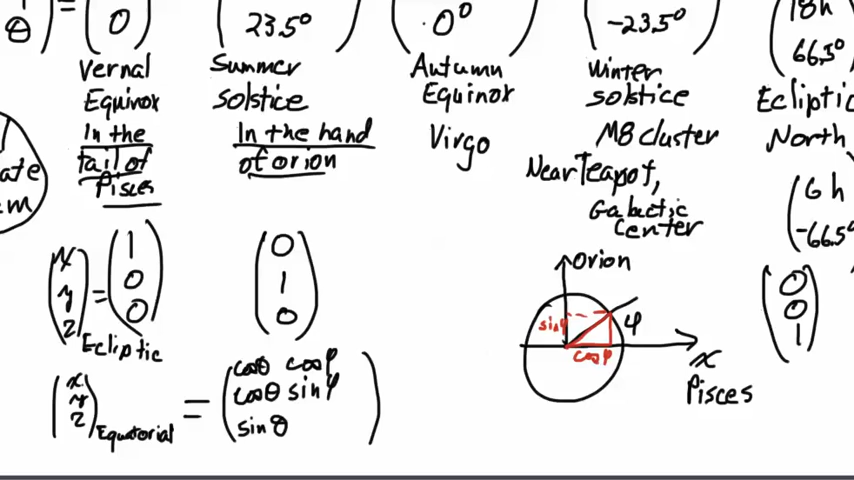 θ ) = ( 0 ) ( 23.5° ) ( 0° ) ( -23.5° ) ( 18h
66.5°
Vernal Summer Autumn Winter
Equinox Solstice Equinox solstice Ecliptic
In the In the hand Virgo M8 cluster North
tail of of orion Near Teapot,
Pisces
Galactic
Center
ate
m
( 6 h
-66.5°
Orion
( x y z ) = ( 1 0 0 ) ( 0 1 0 ) ( 0 0 1 )
Ecliptic
sin φ φ
cos φ x
Pisces
( x y z ) Equatorial = ( cosθ cosφ
cosθ sinφ
sinθ )